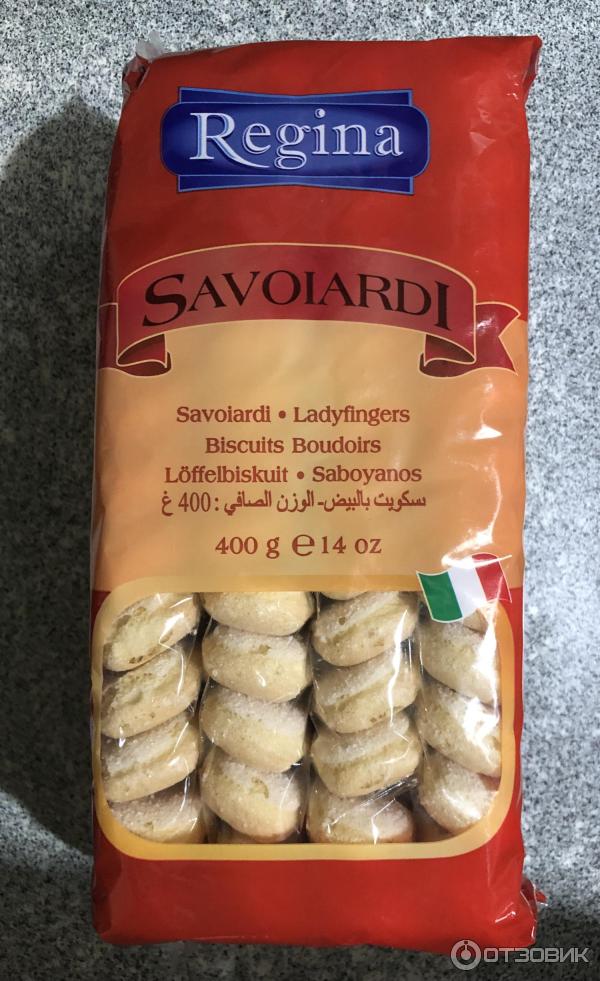 Regina
SAVOIARDI
Savoiardi • Ladyfingers
Biscuits Boudoirs
Löffelbiskuit • Saboyanos
سكويت بالبيض- الوزن الصافي : 400 غ
400 g ℮ 14 oz
ОТЗОВИК